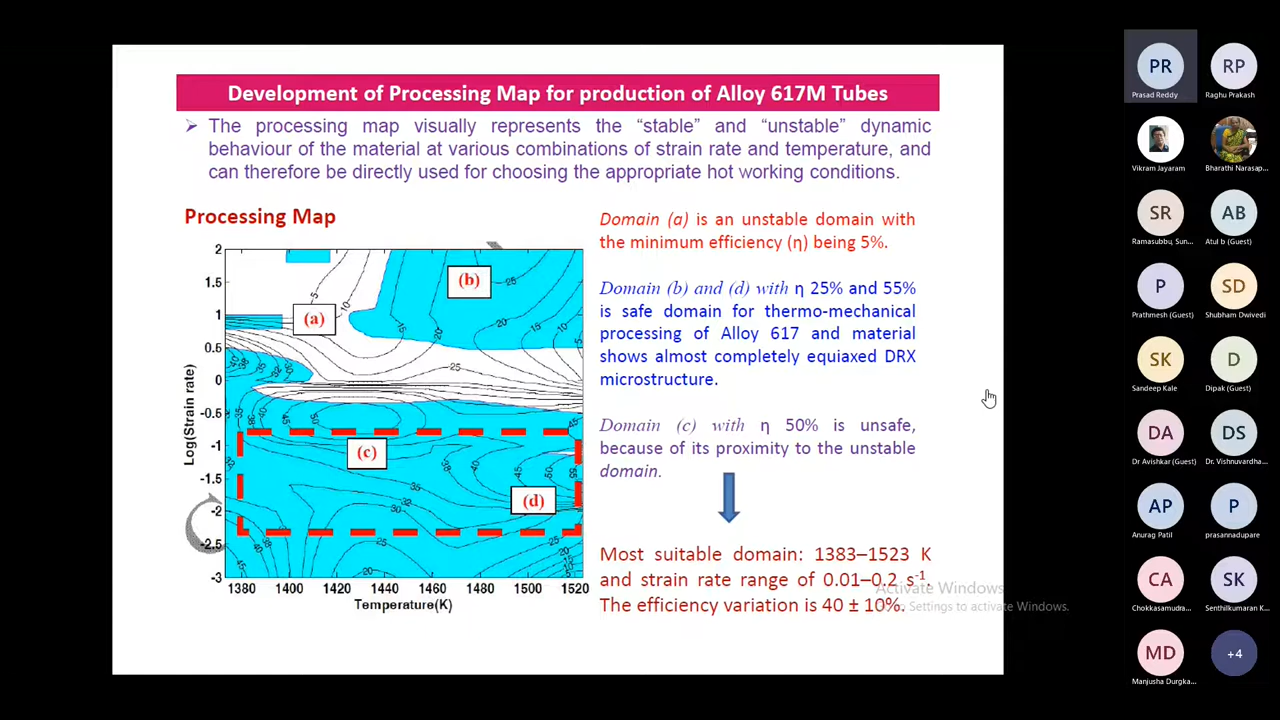 Development of Processing Map for production of Alloy 617M Tubes
➢ The processing map visually represents the “stable” and “unstable” dynamic
behaviour of the material at various combinations of strain rate and temperature, and
can therefore be directly used for choosing the appropriate hot working conditions.
Processing Map
Domain (a) is an unstable domain with
the minimum efficiency (η) being 5%.
Domain (b) and (d) with η 25% and 55%
is safe domain for thermo-mechanical
processing of Alloy 617 and material
shows almost completely equiaxed DRX
microstructure.
Domain (c) with η 50% is unsafe,
because of its proximity to the unstable
domain.
Most suitable domain: 1383–1523 K
and strain rate range of 0.01–0.2 s-1.
The efficiency variation is 40 ± 10%.
Log(Strain rate)
2
1.5
1
0.5
0
-0.5
-1
-1.5
-2
-2.5
-3
(a)
(b)
(c)
(d)
1380 1400 1420 1440 1460 1480 1500 1520
Temperature(K)
Activate Windows
Settings to activate Windows.
PR
Prasad Reddy
RP
Raghu Prakash
Vikram Jayaram
Bharathi Narasap...
SR
Ramasubbu, Sun...
AB
Atul b (Guest)
P
Prathmesh (Guest)
SD
Shubham Dwivedi
SK
Sandeep Kale
D
Dipak (Guest)
DA
Dr Avishkar (Guest)
DS
Dr. Vishnuvardha...
AP
Anurag Patil
P
prasannadupare
CA
Chokkasamudra...
SK
Senthilkumaran K...
MD
Manjusha Durgka...
+4